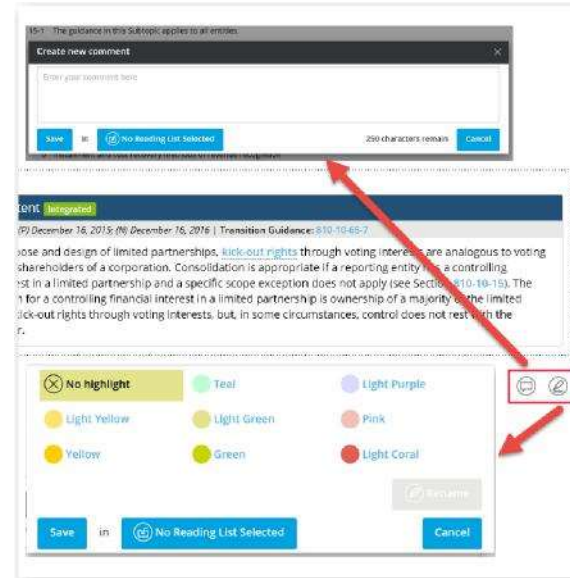 15-1 The guidance in this Subtopic applies to all entities.
Create new comment
Enter your comment here
Save in No Reading List Selected 250 characters remain Cancel
tent Integrated
(P) December 16, 2015; (N) December 16, 2016 | Transition Guidance: 810-10-65-7
ose and design of limited partnerships, kick-out rights through voting interests are analogous to voting
shareholders of a corporation. Consolidation is appropriate if a reporting entity has a controlling
est in a limited partnership and a specific scope exception does not apply (see Section 810-10-15). The
n for a controlling financial interest in a limited partnership is ownership of a majority of the limited
kick-out rights through voting interests, but, in some circumstances, control does not rest with the
r.
No highlight Teal Light Purple
Light Yellow Light Green Pink
Yellow Green Light Coral
Rename
Save in No Reading List Selected Cancel